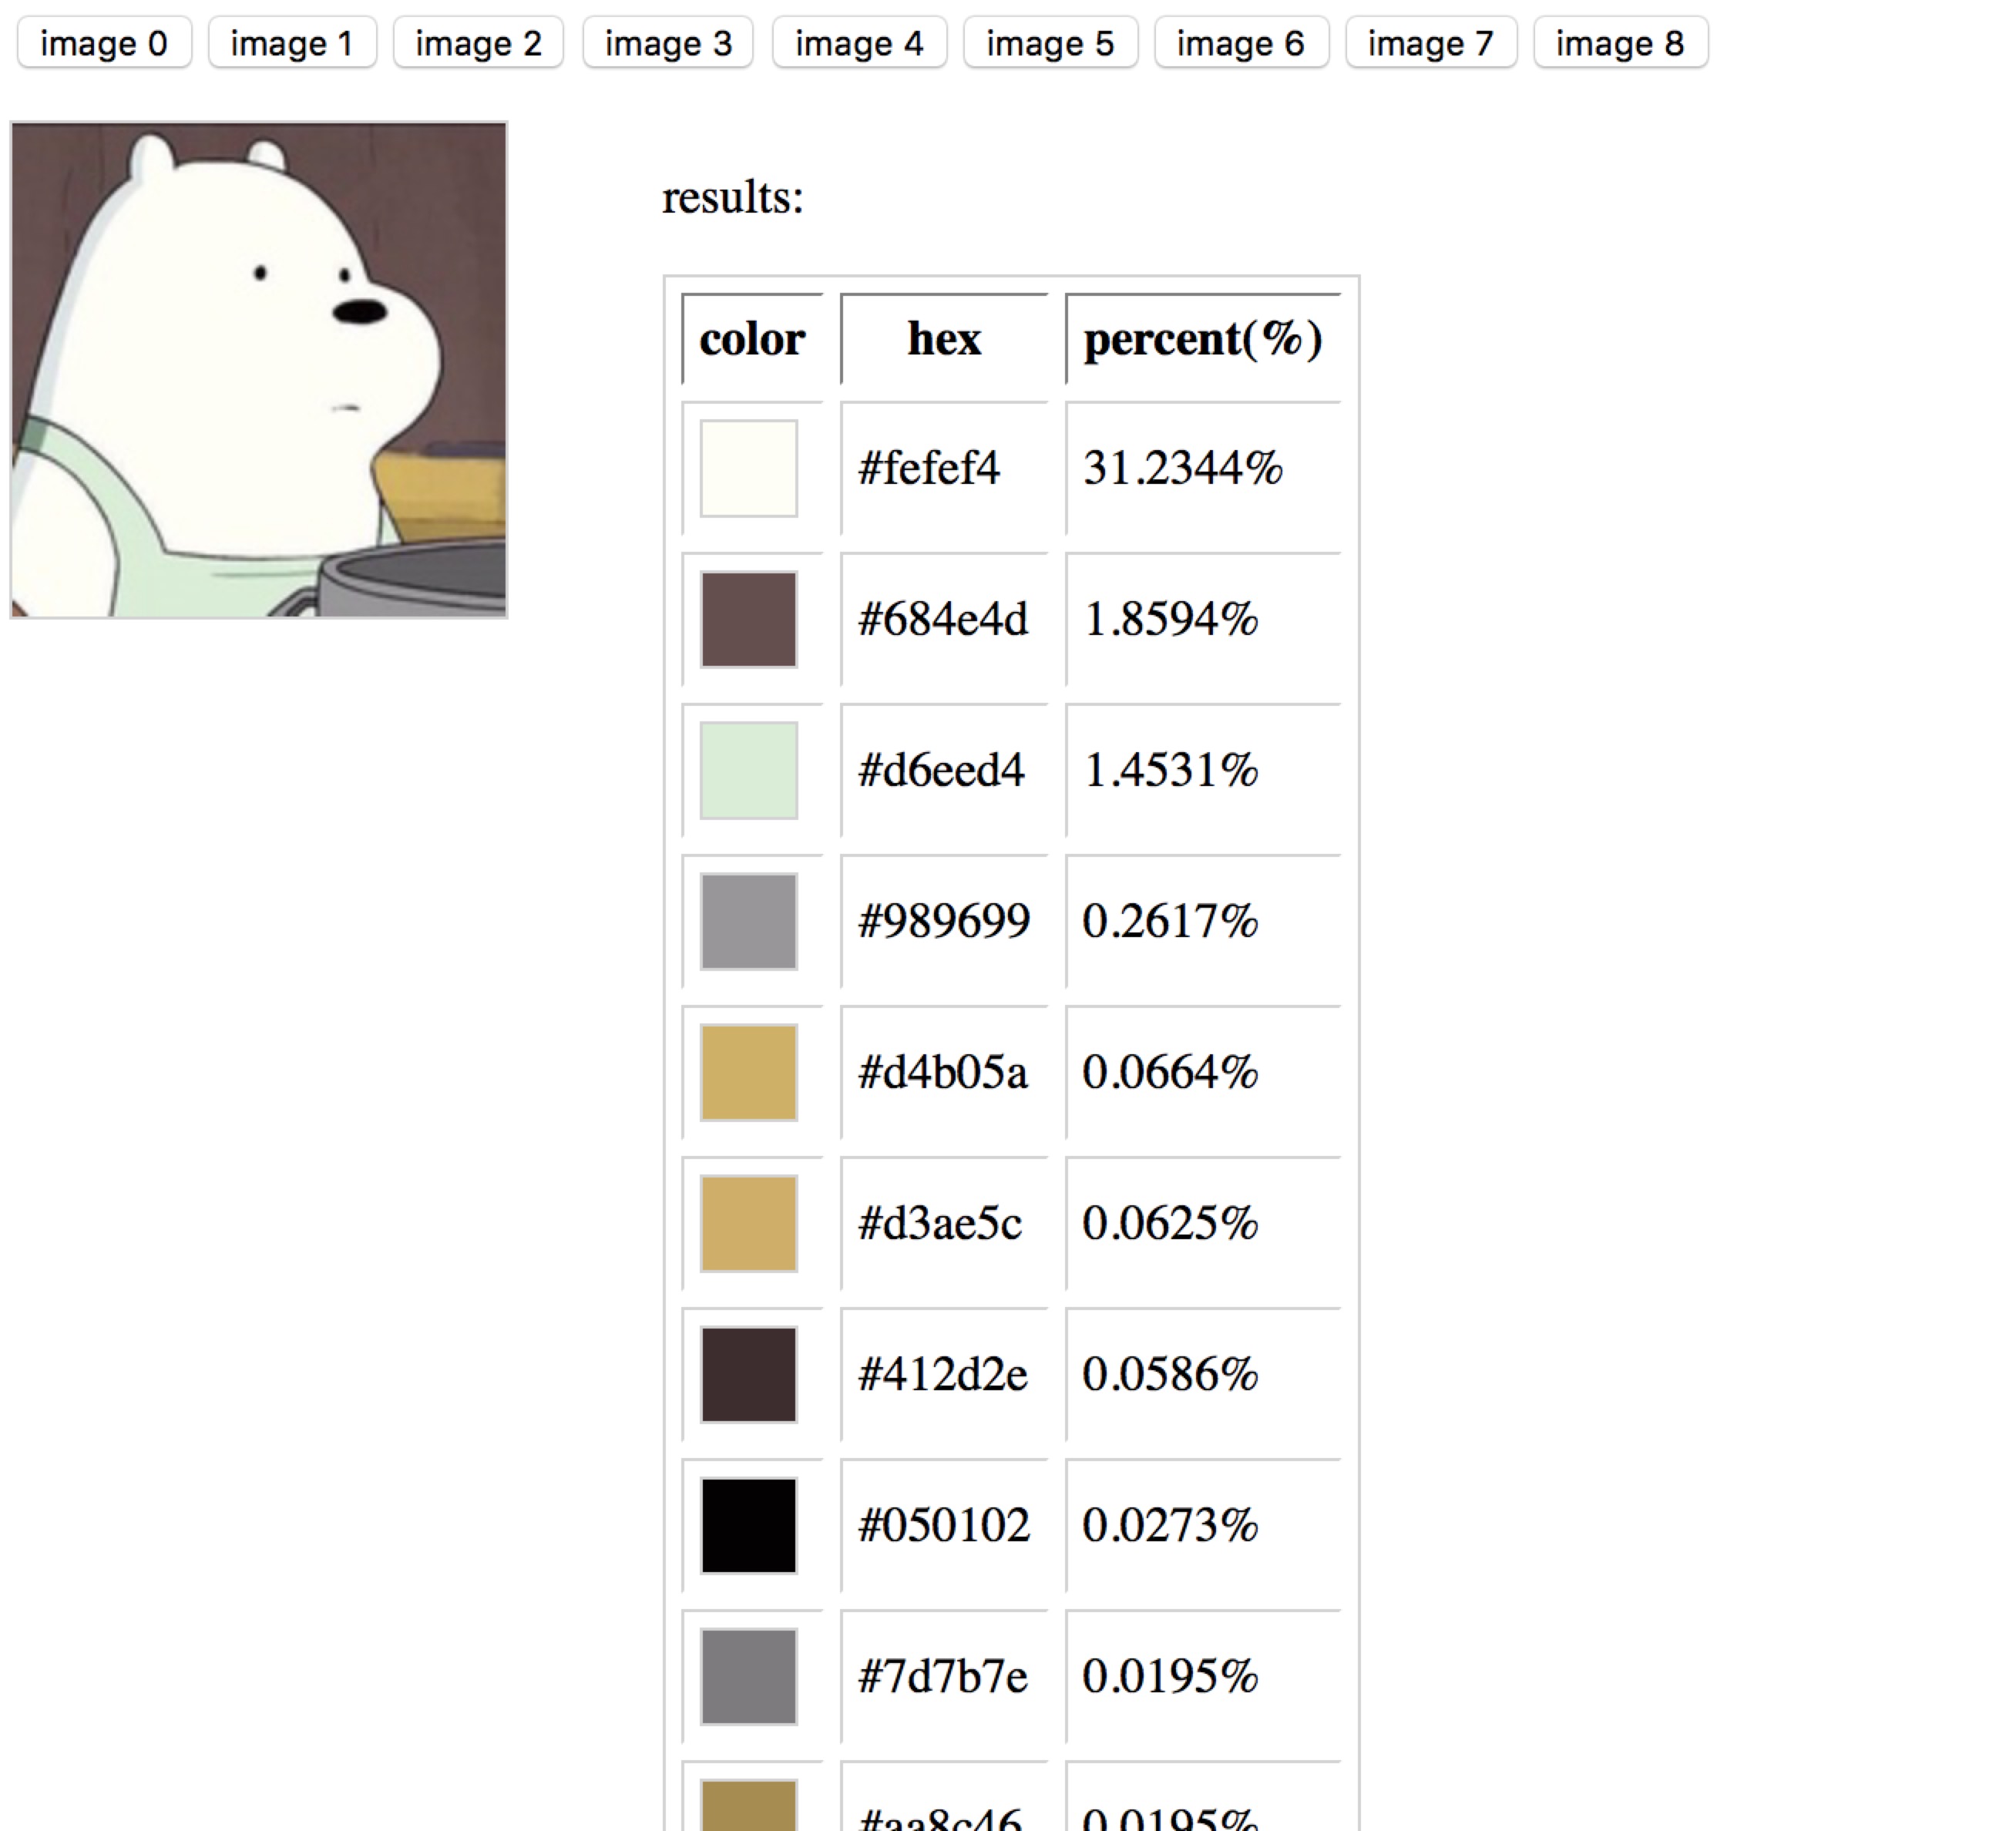 image 0 image 1 image 2 image 3 image 4 image 5 image 6 image 7 image 8
results:
color hex percent(%)
#fefef4 31.2344%
#684e4d 1.8594%
#d6eed4 1.4531%
#989699 0.2617%
#d4b05a 0.0664%
#d3ae5c 0.0625%
#412d2e 0.0586%
#050102 0.0273%
#7d7b7e 0.0195%
#aa8c46 0.0195%